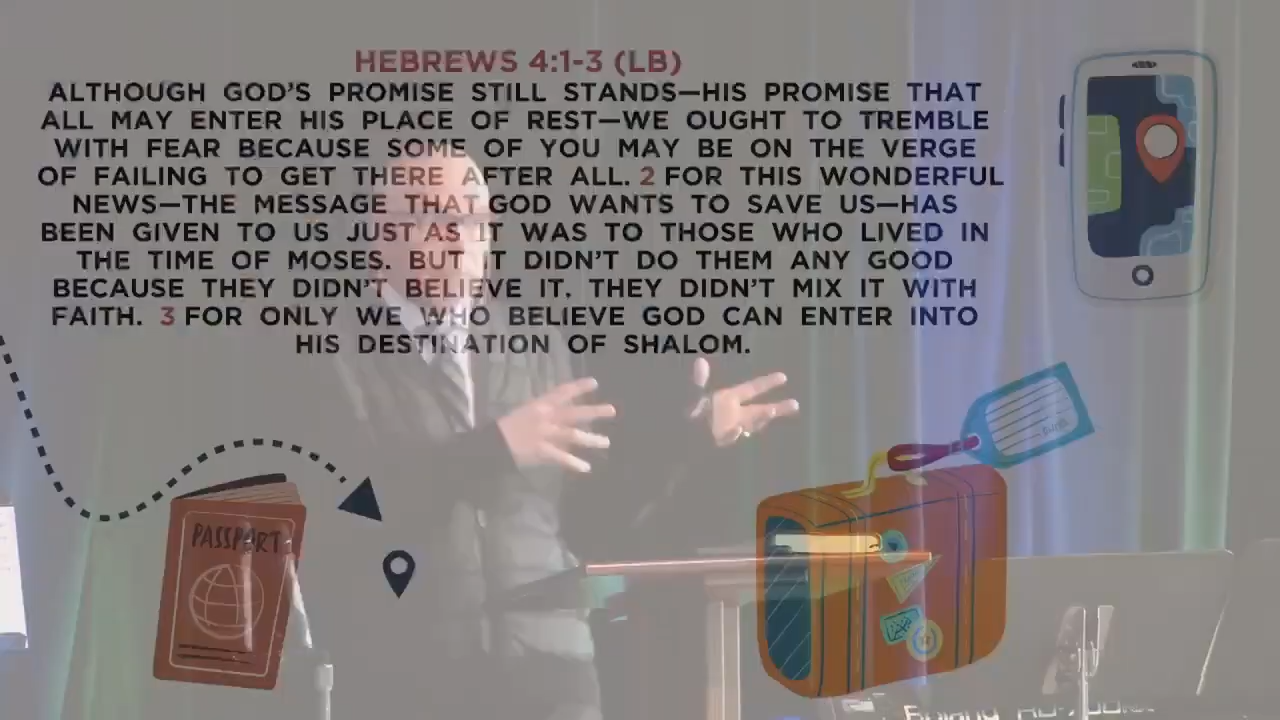 HEBREWS 4:1-3 (LB)
ALTHOUGH GOD'S PROMISE STILL STANDS—HIS PROMISE THAT
ALL MAY ENTER HIS PLACE OF REST—WE OUGHT TO TREMBLE
WITH FEAR BECAUSE SOME OF YOU MAY BE ON THE VERGE
OF FAILING TO GET THERE AFTER ALL. 2 FOR THIS WONDERFUL
NEWS—THE MESSAGE THAT GOD WANTS TO SAVE US—HAS
BEEN GIVEN TO US JUST AS IT WAS TO THOSE WHO LIVED IN
THE TIME OF MOSES. BUT IT DIDN'T DO THEM ANY GOOD
BECAUSE THEY DIDN'T BELIEVE IT. THEY DIDN'T MIX IT WITH
FAITH. 3 FOR ONLY WE WHO BELIEVE GOD CAN ENTER INTO
HIS DESTINATION OF SHALOM.
PASSPORT